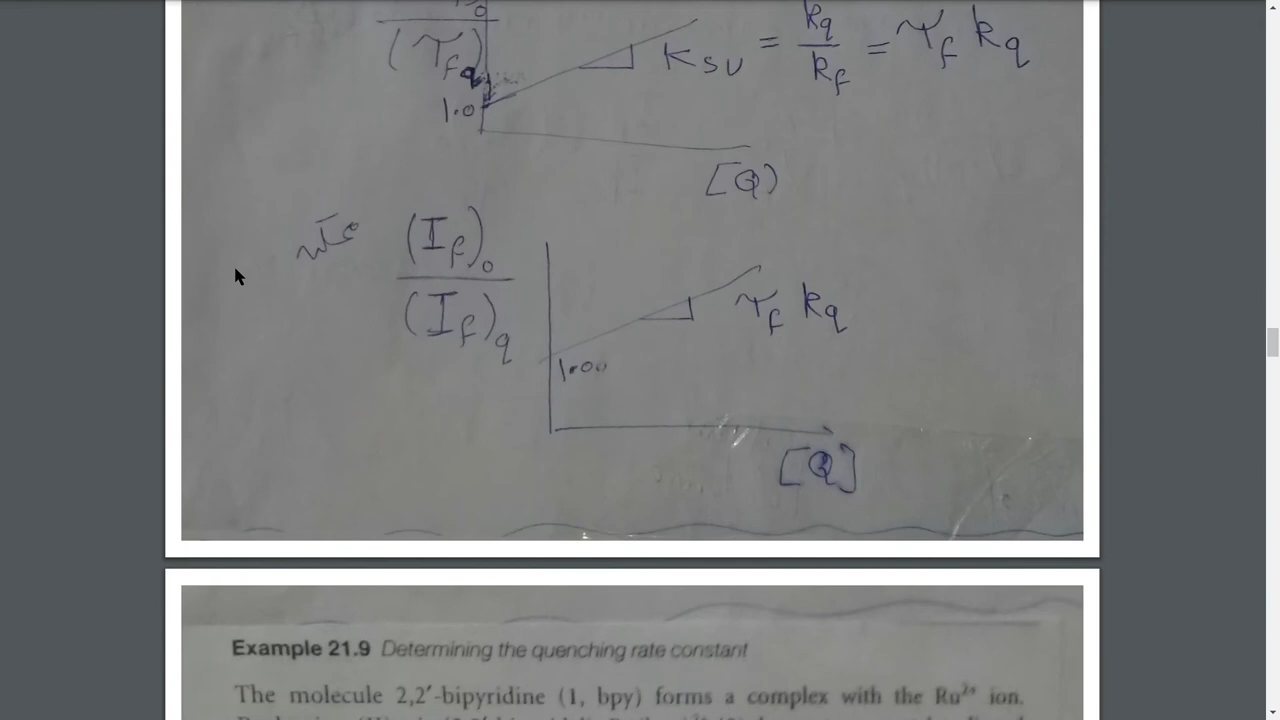 (τf)q
1.0
KSV = kq/kf = τf kq
[Q]
(If)0
(If)q
τf kq
1.00
[Q]
Example 21.9 Determining the quenching rate constant
The molecule 2,2′-bipyridine (1, bpy) forms a complex with the Ru²⁺ ion.